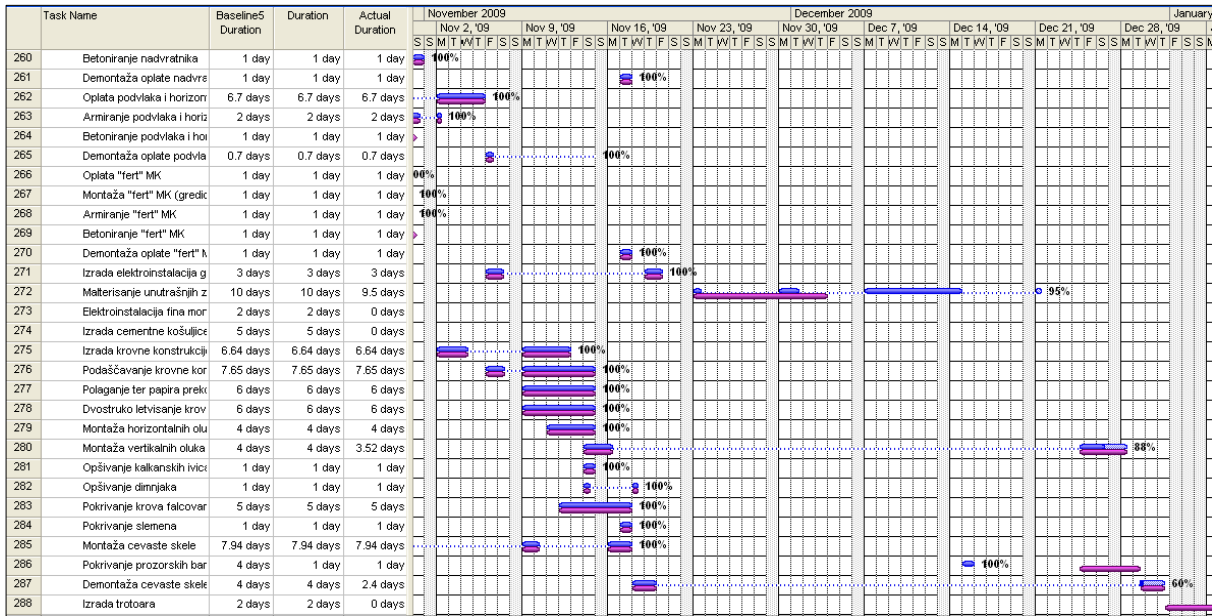 Task Name Baseline5 Duration Duration Actual Duration
November 2009 December 2009 January
Nov 2, '09 Nov 9, '09 Nov 16, '09 Nov 23, '09 Nov 30, '09 Dec 7, '09 Dec 14, '09 Dec 21, '09 Dec 28, '09
S S M T W T F S S M T W T F S S M T W T F S S M T W T F S S M T W T F S S M T W T F S S M T W T F S S M T W T F S S M T W T F S S M
260 Betoniranje nadvratnika 1 day 1 day 1 day 100%
261 Demontaža oplate nadvra 1 day 1 day 1 day 100%
262 Oplata podvlaka i horizon 6.7 days 6.7 days 6.7 days 100%
263 Armiranje podvlaka i horiz 2 days 2 days 2 days 100%
264 Betoniranje podvlaka i ho 1 day 1 day 1 day
265 Demontaža oplate podvla 0.7 days 0.7 days 0.7 days 100%
266 Oplata "fert" MK 1 day 1 day 1 day 00%
267 Montaža "fert" MK (gredic 1 day 1 day 1 day 100%
268 Armiranje "fert" MK 1 day 1 day 1 day 100%
269 Betoniranje "fert" MK 1 day 1 day 1 day
270 Demontaža oplate "fert" M 1 day 1 day 1 day 100%
271 Izrada elektroinstalacija g 3 days 3 days 3 days 100%
272 Malterisanje unutrašnjih z 10 days 10 days 9.5 days 95%
273 Elektroinstalacija fina mor 2 days 2 days 0 days
274 Izrada cementne košuljice 5 days 5 days 0 days
275 Izrada krovne konstrukcij 6.64 days 6.64 days 6.64 days 100%
276 Podaščavanje krovne kor 7.65 days 7.65 days 7.65 days 100%
277 Polaganje ter papira prek 6 days 6 days 6 days 100%
278 Dvostruko letvisanje krov 6 days 6 days 6 days 100%
279 Montaža horizontalnih olu 4 days 4 days 4 days 100%
280 Montaža vertikalnih oluka 4 days 4 days 3.52 days 88%
281 Opšivanje kalkanskih ivica 1 day 1 day 1 day 100%
282 Opšivanje dimnjaka 1 day 1 day 1 day 100%
283 Pokrivanje krova falcovar 5 days 5 days 5 days 100%
284 Pokrivanje slemena 1 day 1 day 1 day 100%
285 Montaža cevaste skele 7.94 days 7.94 days 7.94 days 100%
286 Pokrivanje prozorskih bar 4 days 1 day 1 day 100%
287 Demontaža cevaste skele 4 days 4 days 2.4 days 60%
288 Izrada trotoara 2 days 2 days 0 days